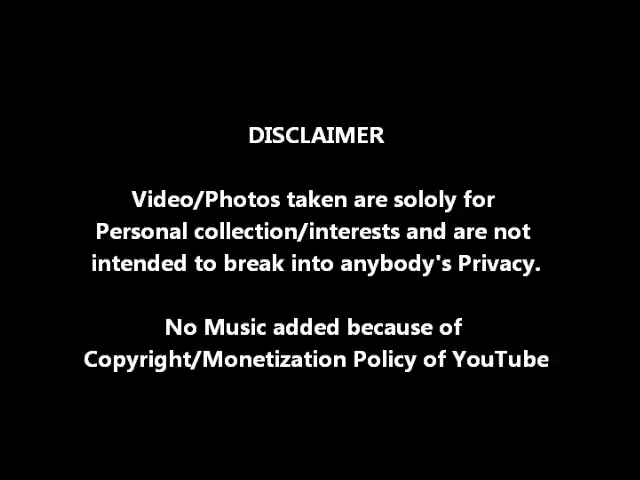 DISCLAIMER
Video/Photos taken are sololy for
Personal collection/interests and are not
intended to break into anybody's Privacy.
No Music added because of
Copyright/Monetization Policy of YouTube